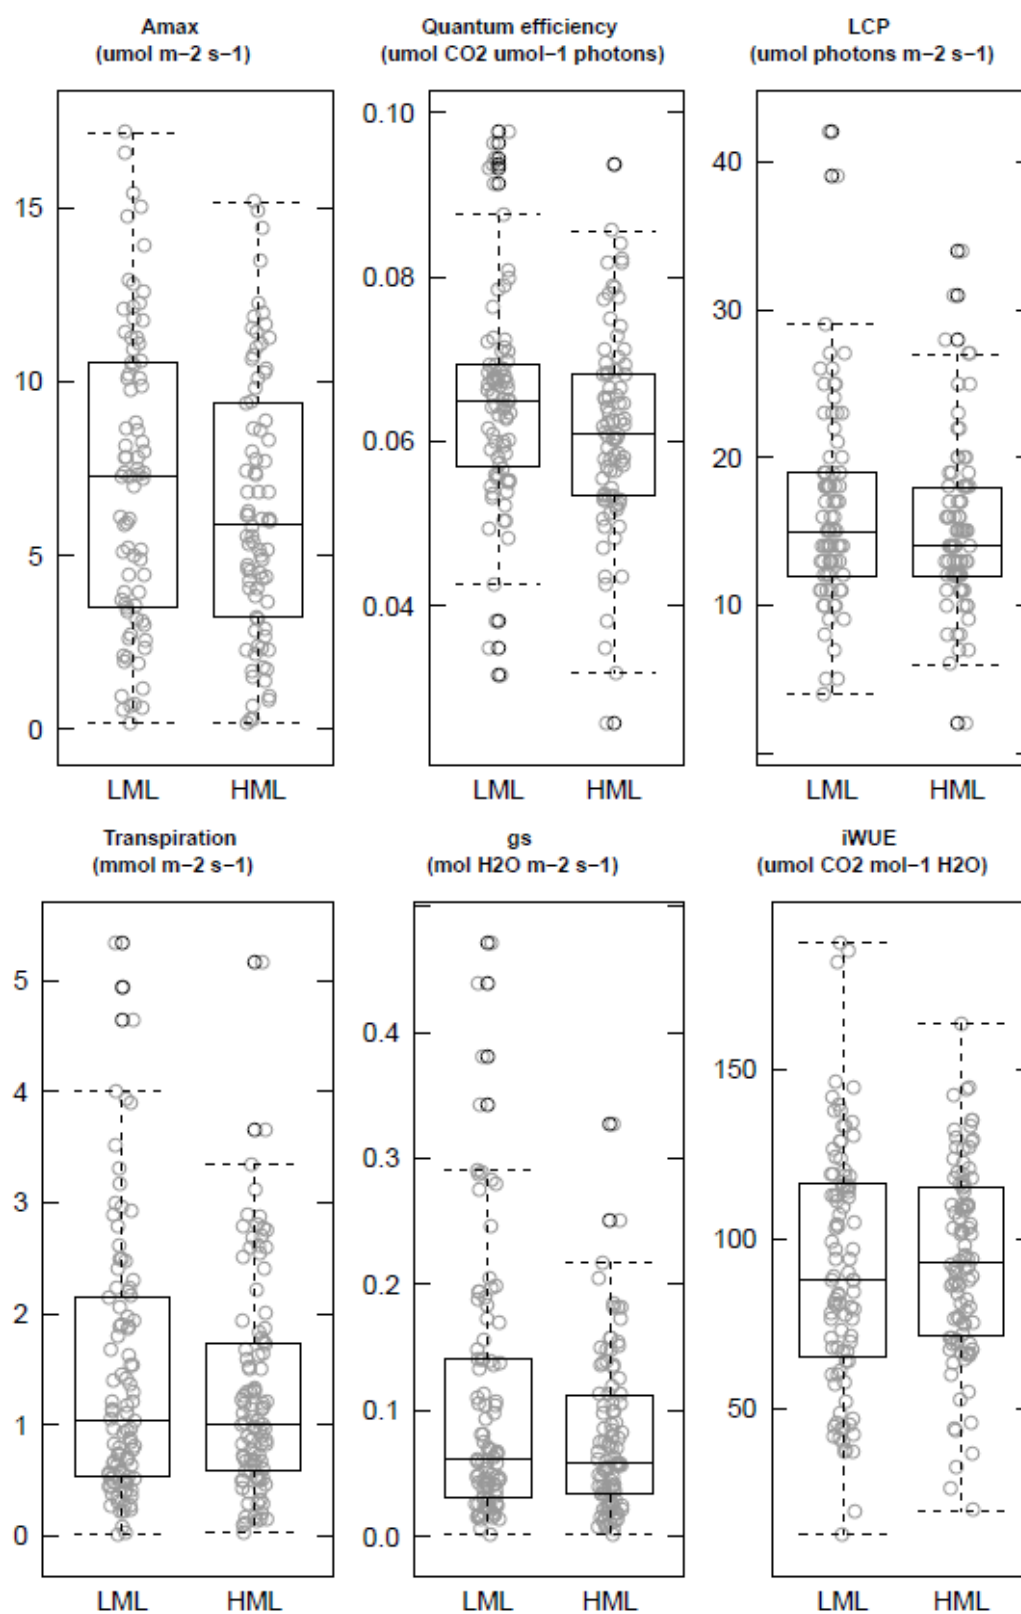 Amax
(umol m−2 s−1)
Quantum efficiency
(umol CO2 umol−1 photons)
LCP
(umol photons m−2 s−1)
15
10
5
0
LML
HML
0.10
0.08
0.06
0.04
LML
HML
40
30
20
10
LML
HML
Transpiration
(mmol m−2 s−1)
gs
(mol H2O m−2 s−1)
iWUE
(umol CO2 mol−1 H2O)
5
4
3
2
1
0
LML
HML
0.4
0.3
0.2
0.1
0.0
LML
HML
150
100
50
LML
HML